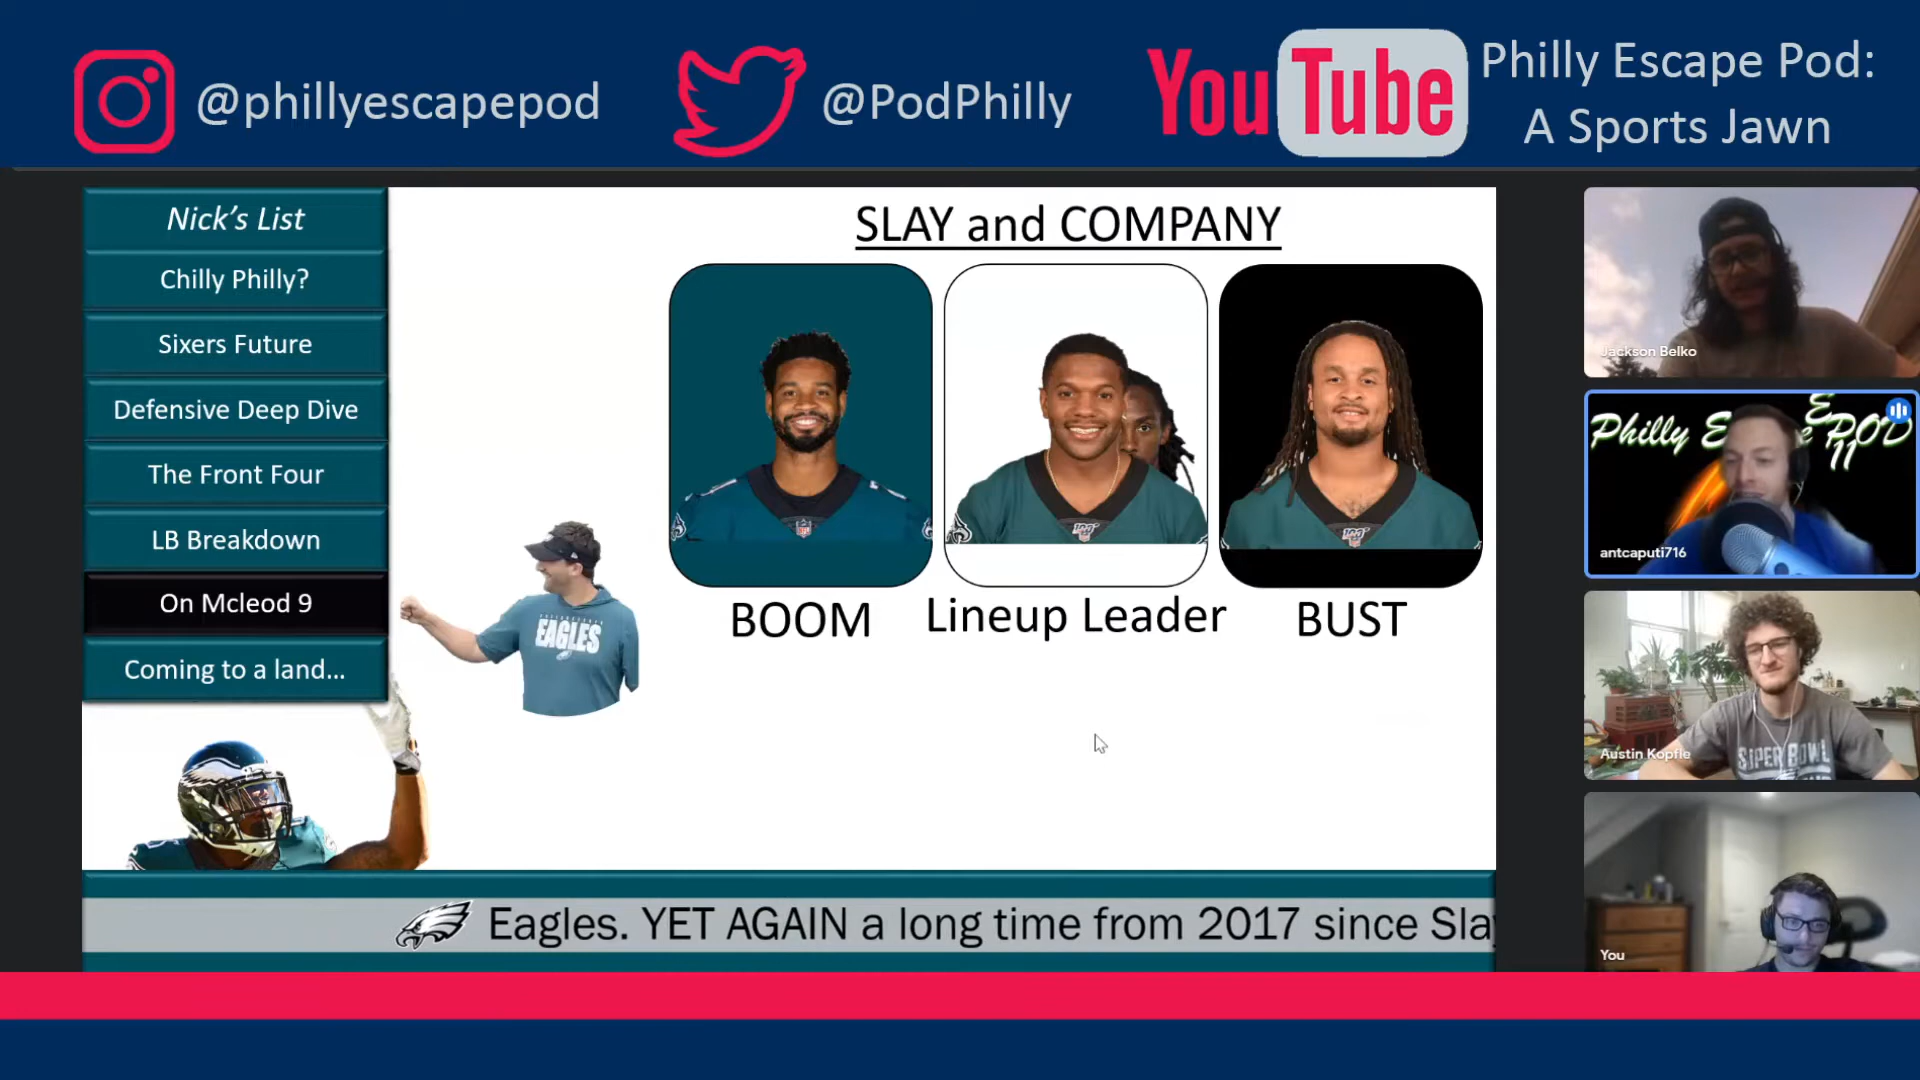 @phillyescapepod
@PodPhilly
YouTube
Philly Escape Pod:
A Sports Jawn
Nick's List
Chilly Philly?
Sixers Future
Defensive Deep Dive
The Front Four
LB Breakdown
On Mcleod 9
Coming to a land...
SLAY and COMPANY
BOOM
Lineup Leader
BUST
EAGLES
Eagles. YET AGAIN a long time from 2017 since Slay
Jackson Belko
Philly
POD
antcaputi716
SUPER BOWL
Austin Kopfle
You